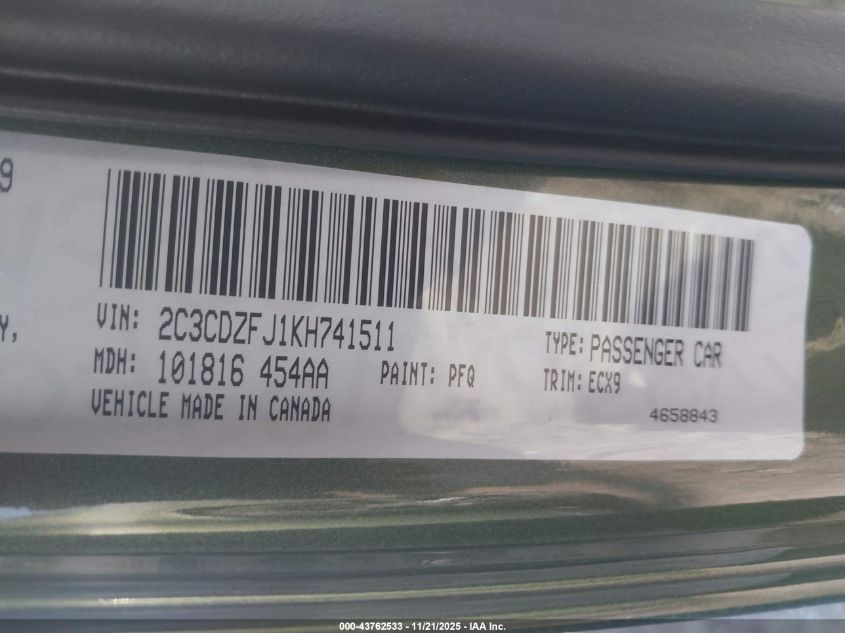 9
Y,
VIN: 2C3CDZFJ1KH741511
TYPE: PASSENGER CAR
MDH: 101816 454AA
PAINT: PFQ
TRIM: ECX9
VEHICLE MADE IN CANADA
4658843
000-43762533 - 11/21/2025 - IAA Inc.